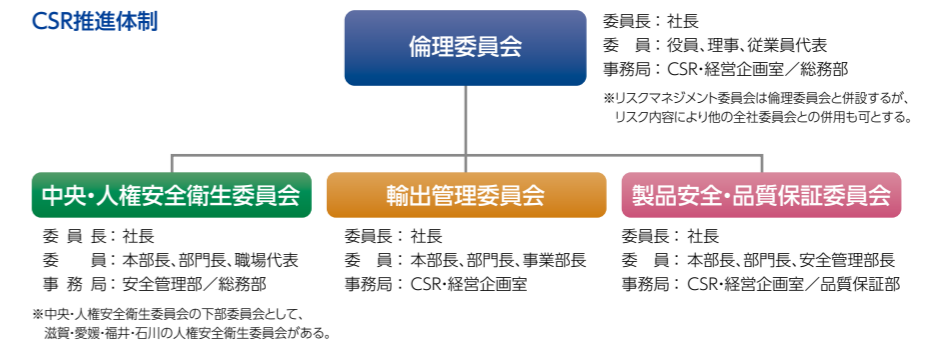 CSR推進体制
倫理委員会
委員長：社長
委　員：役員、理事、従業員代表
事務局：CSR・経営企画室／総務部
※リスクマネジメント委員会は倫理委員会と併設するが、
リスク内容により他の全社委員会との併用も可とする。
中央・人権安全衛生委員会
委 員 長：社長
委　　員：本部長、部門長、職場代表
事 務 局：安全管理部／総務部
※中央・人権安全衛生委員会の下部委員会として、
滋賀・愛媛・福井・石川の人権安全衛生委員会がある。
輸出管理委員会
委員長：社長
委　員：本部長、部門長、事業部長
事務局：CSR・経営企画室
製品安全・品質保証委員会
委員長：社長
委　員：本部長、部門長、安全管理部長
事務局：CSR・経営企画室／品質保証部